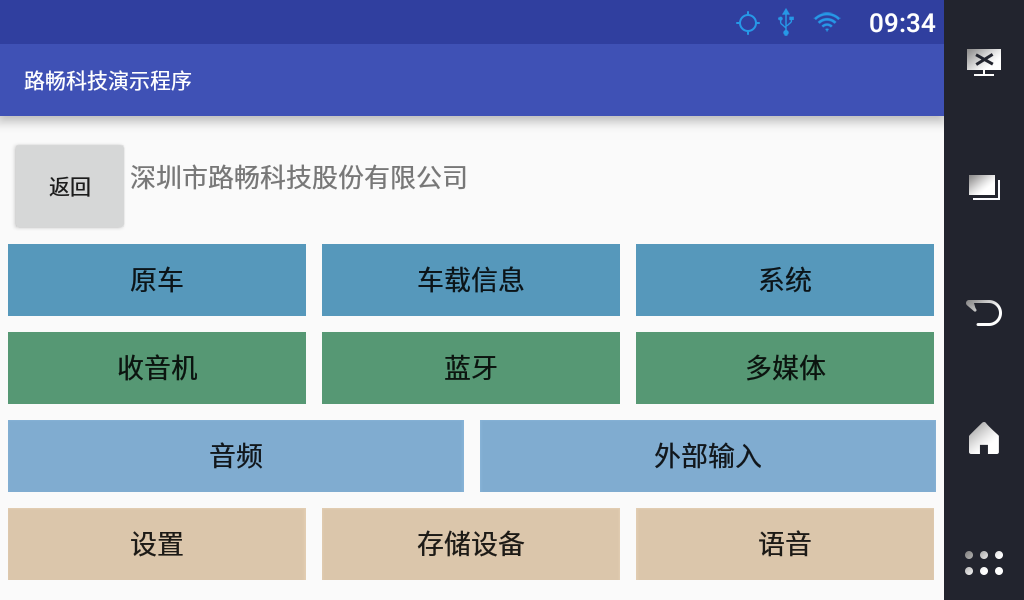 09:34
路畅科技演示程序
返回
深圳市路畅科技股份有限公司
原车
车载信息
系统
收音机
蓝牙
多媒体
音频
外部输入
设置
存储设备
语音